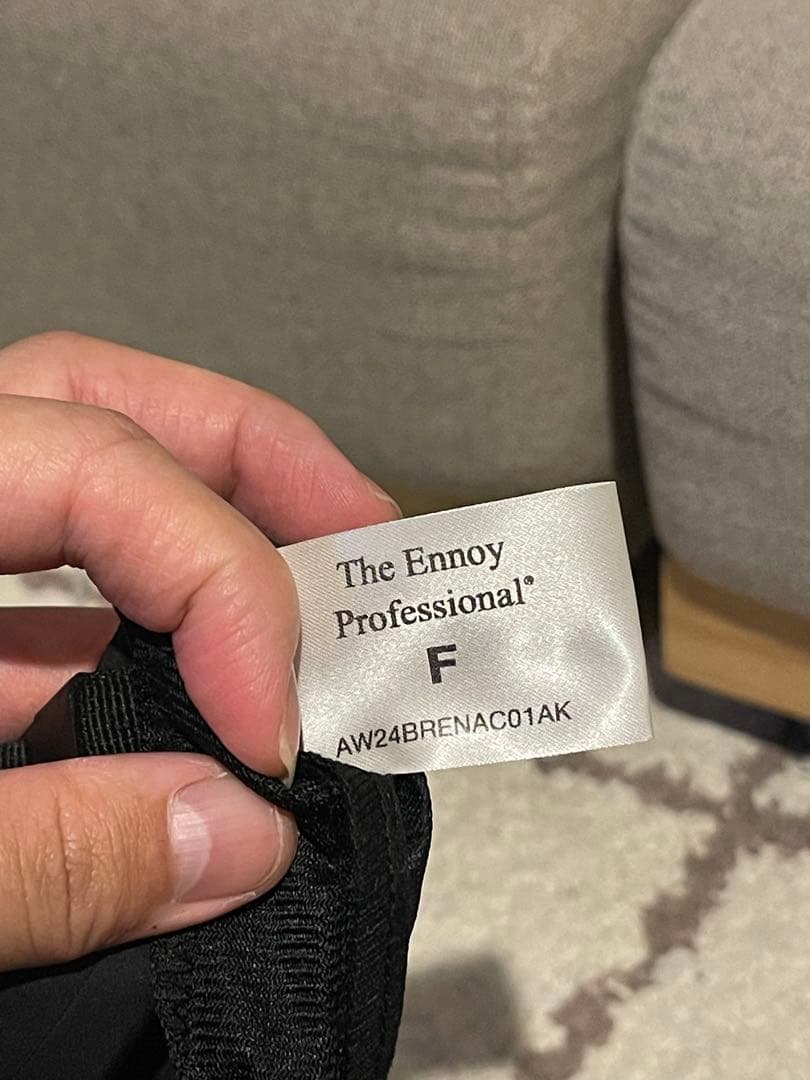 The Ennoy
Professional®
F
AW24BRENAC01AK